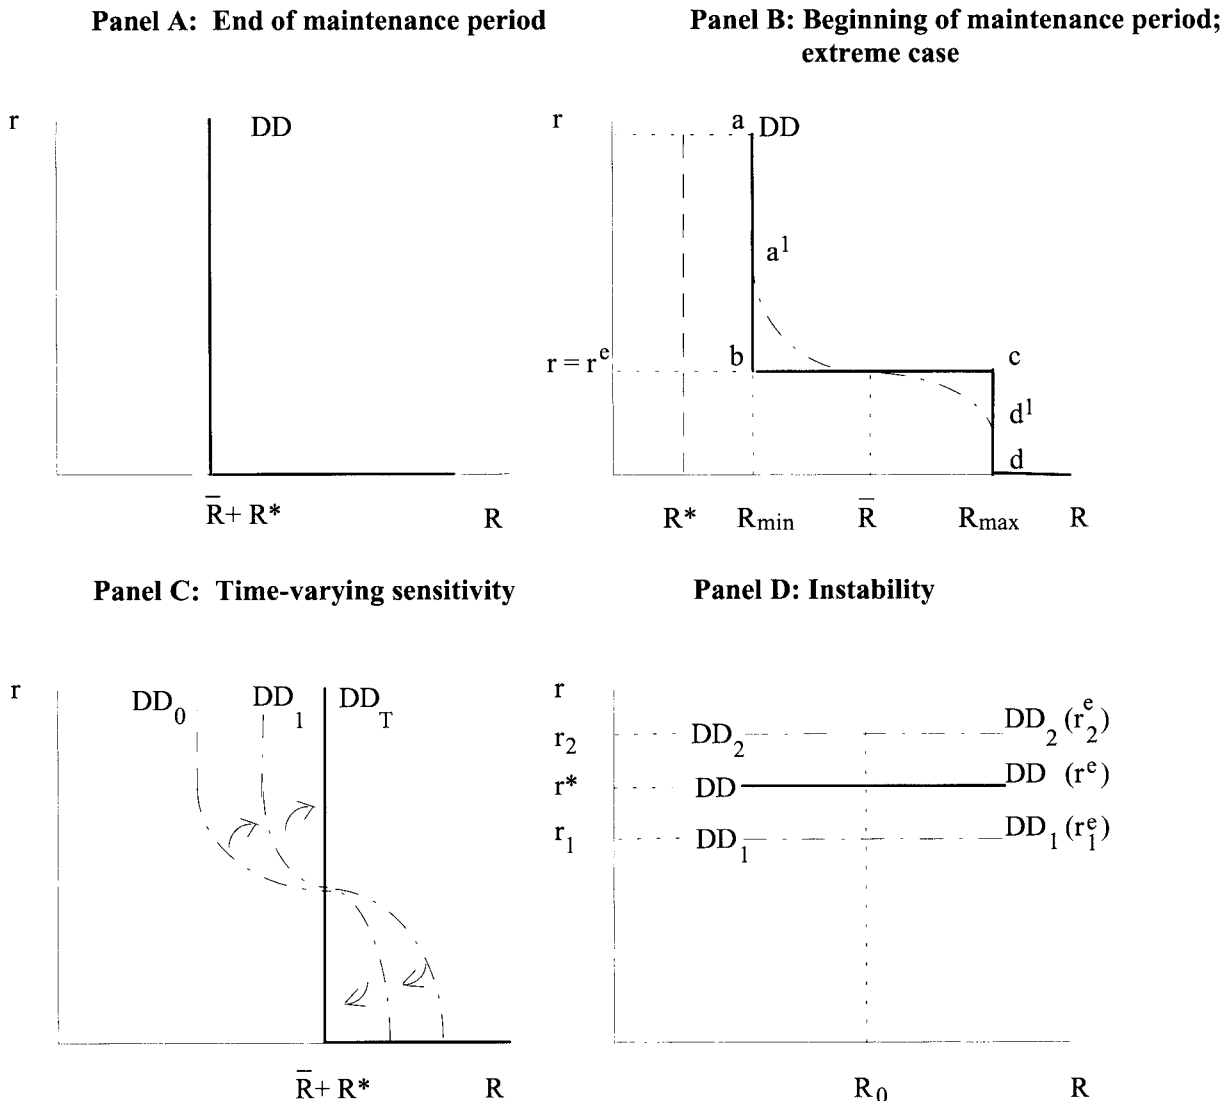 Panel A: End of maintenance period
Panel B: Beginning of maintenance period;
extreme case
r
DD
R̄ + R*
R
r
a
DD
a¹
r = rᵉ
b
c
d¹
d
R*
Rmin
R̄
Rmax
R
Panel C: Time-varying sensitivity
Panel D: Instability
r
DD₀
DD₁
DD_T
R̄ + R*
R
r
r₂
DD₂
DD₂ (r₂ᵉ)
r*
DD
DD (rᵉ)
r₁
DD₁
DD₁ (r₁ᵉ)
R₀
R